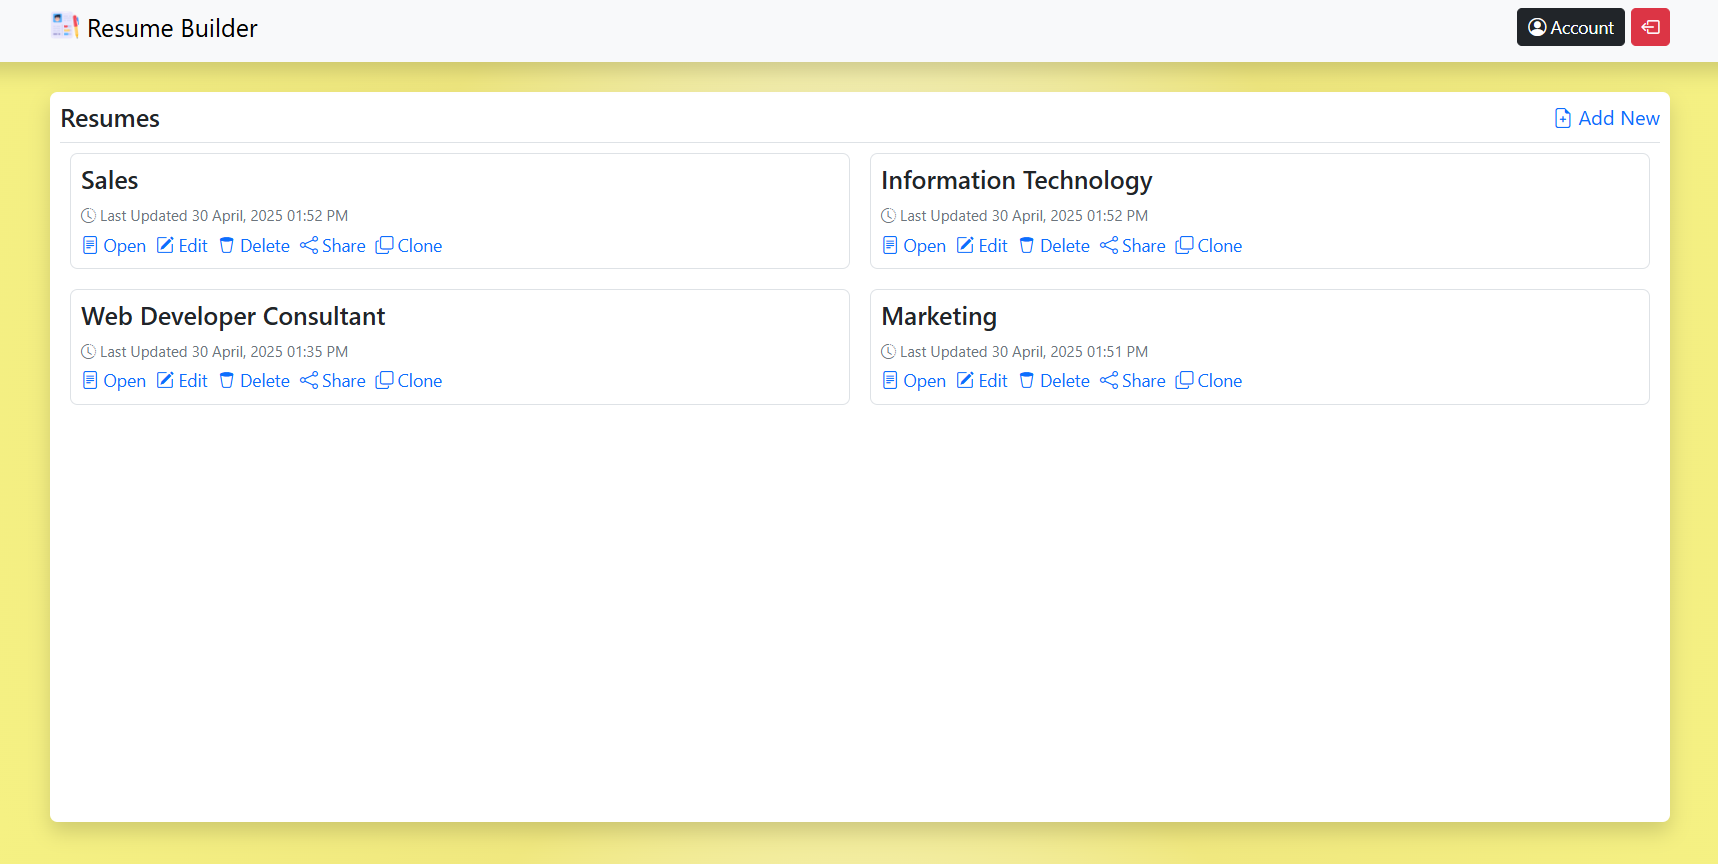 Resume Builder
Account
Resumes
Add New
Sales
Last Updated 30 April, 2025 01:52 PM
Open Edit Delete Share Clone
Information Technology
Last Updated 30 April, 2025 01:52 PM
Open Edit Delete Share Clone
Web Developer Consultant
Last Updated 30 April, 2025 01:35 PM
Open Edit Delete Share Clone
Marketing
Last Updated 30 April, 2025 01:51 PM
Open Edit Delete Share Clone